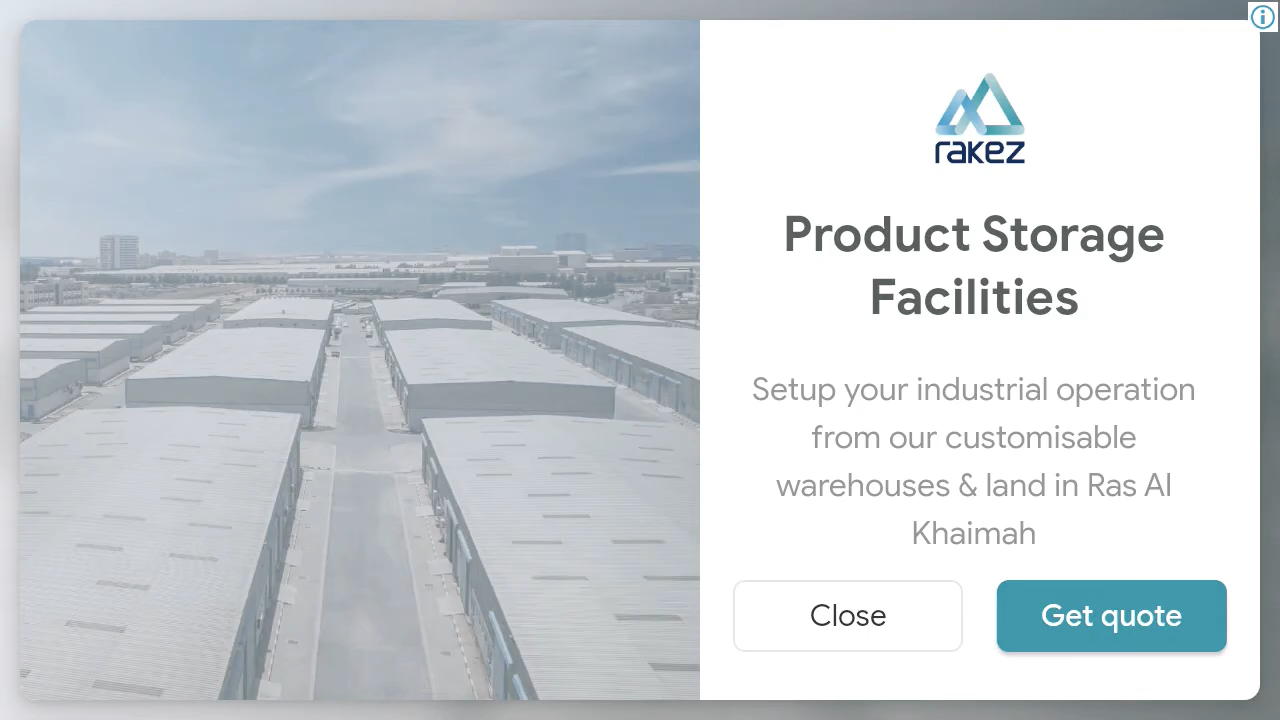 rakez
Product Storage
Facilities
Setup your industrial operation
from our customisable
warehouses & land in Ras Al
Khaimah
Close
Get quote